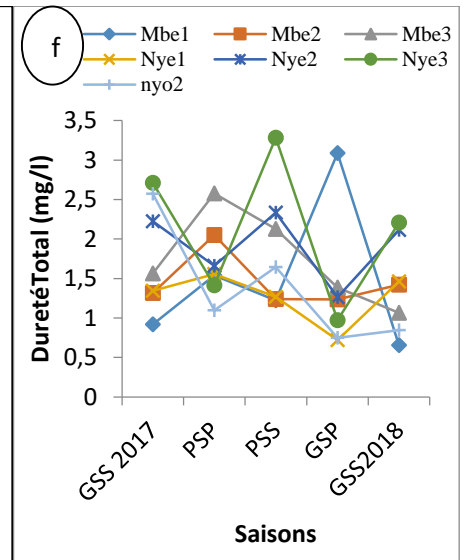 f
Mbe1 Mbe2 Mbe3
Nye1 Nye2 Nye3
nyo2
DuretéTotal (mg/l)
3,5
3
2,5
2
1,5
1
0,5
0
GSS 2017 PSP PSS GSP GSS2018
Saisons